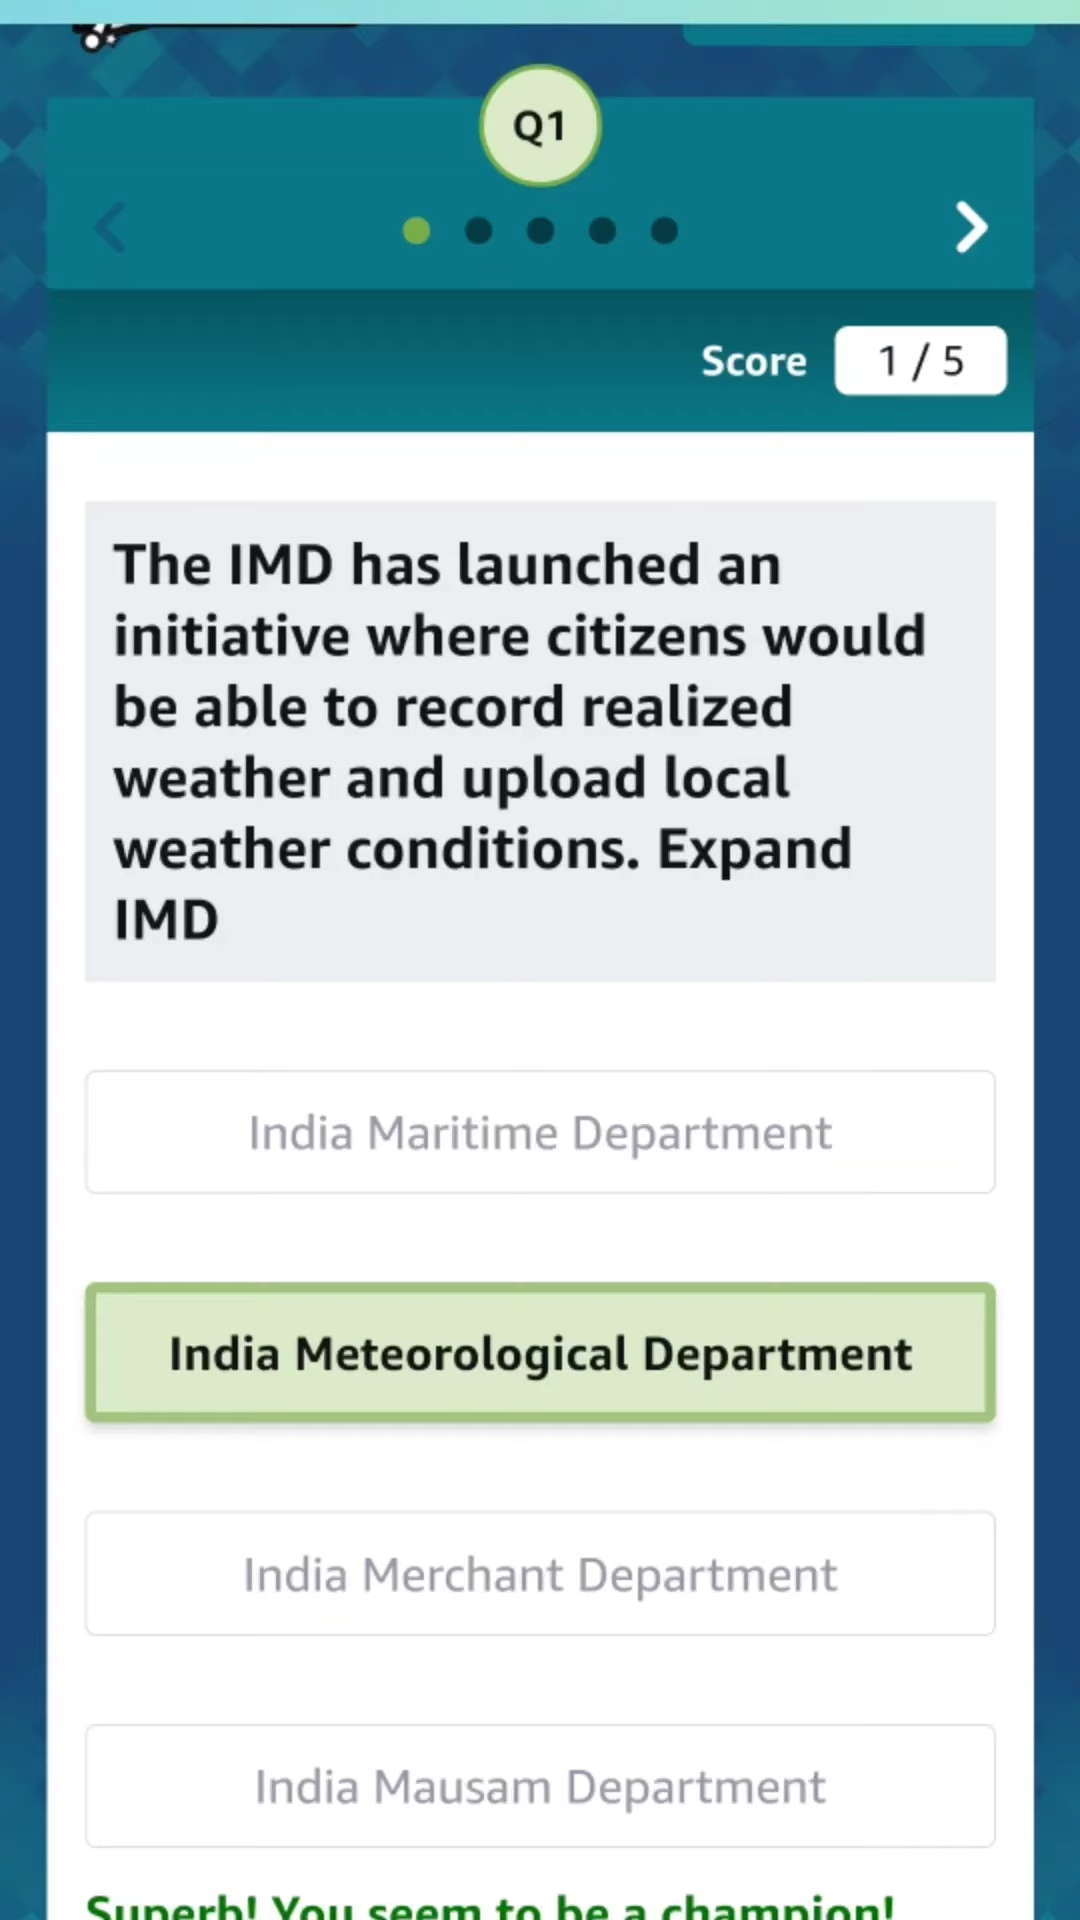 Q1
Score 1 / 5
The IMD has launched an
initiative where citizens would
be able to record realized
weather and upload local
weather conditions. Expand
IMD
India Maritime Department
India Meteorological Department
India Merchant Department
India Mausam Department
Superb! You seem to be a champion!